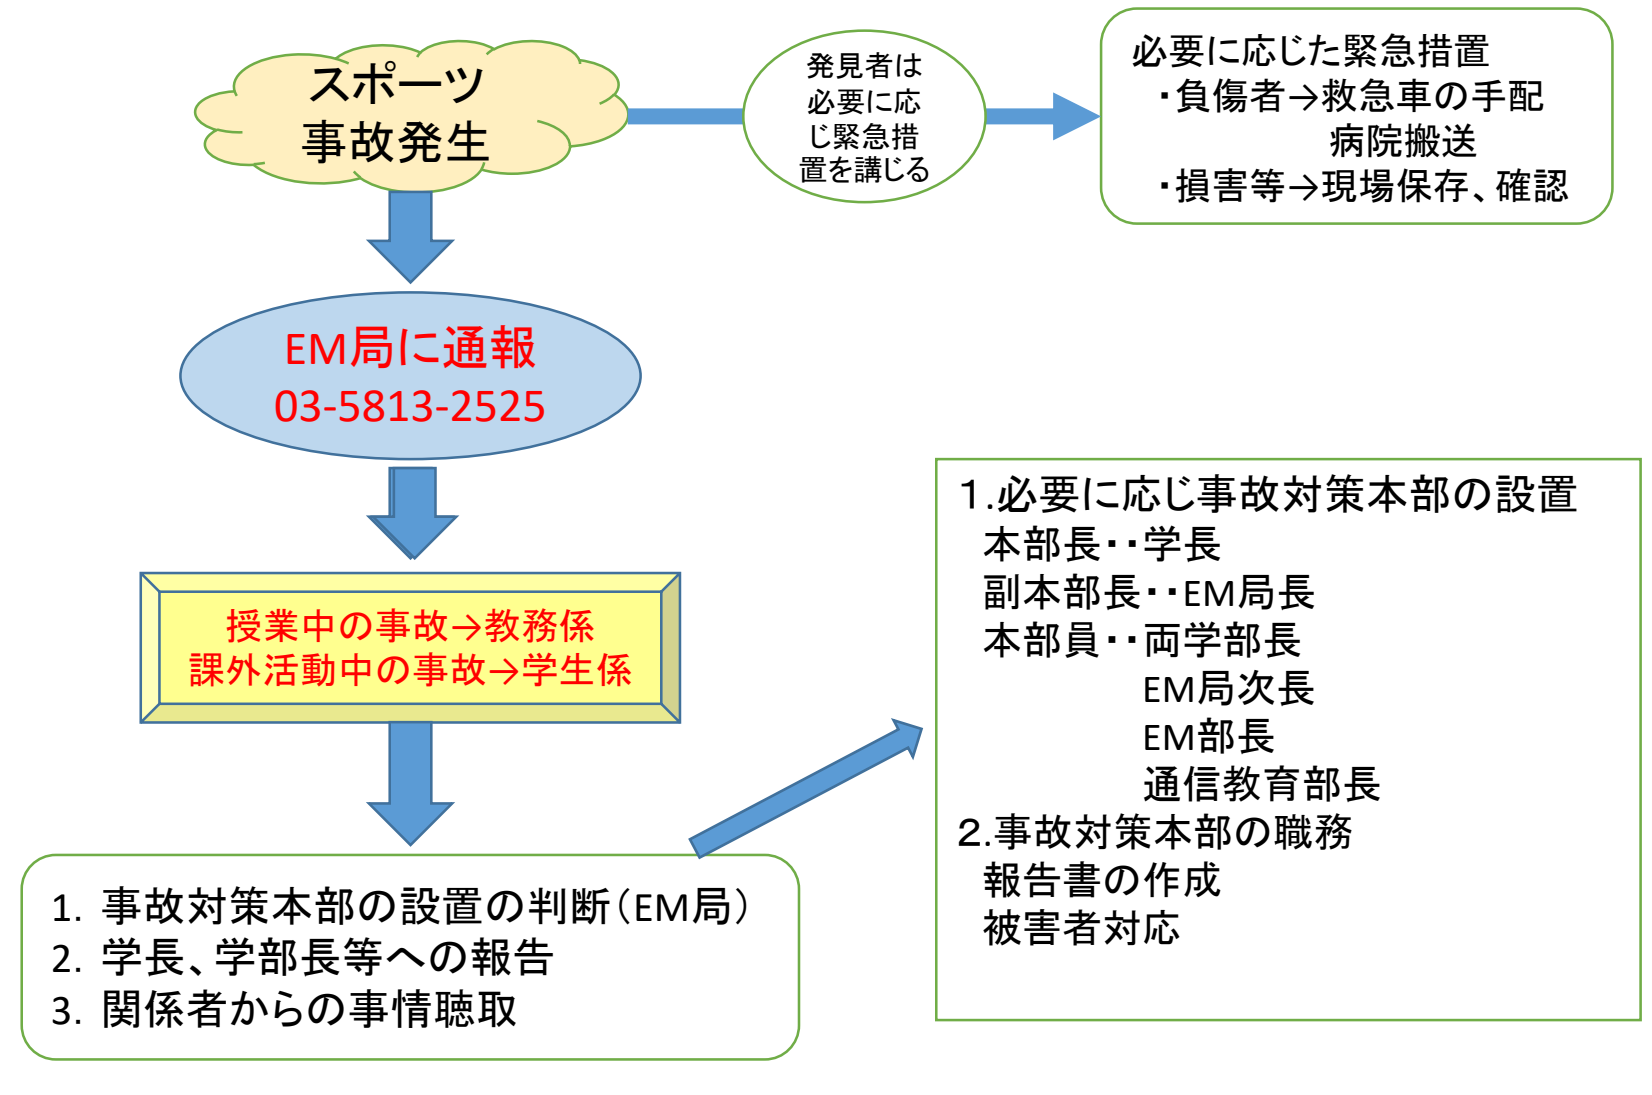 スポーツ
事故発生
発見者は
必要に応
じ緊急措
置を講じる
必要に応じた緊急措置
・負傷者→救急車の手配
病院搬送
・損害等→現場保存、確認
EM局に通報
03-5813-2525
授業中の事故→教務係
課外活動中の事故→学生係
1. 事故対策本部の設置の判断（EM局）
2. 学長、学部長等への報告
3. 関係者からの事情聴取
１.必要に応じ事故対策本部の設置
本部長・・学長
副本部長・・EM局長
本部員・・両学部長
EM局次長
EM部長
通信教育部長
２.事故対策本部の職務
報告書の作成
被害者対応